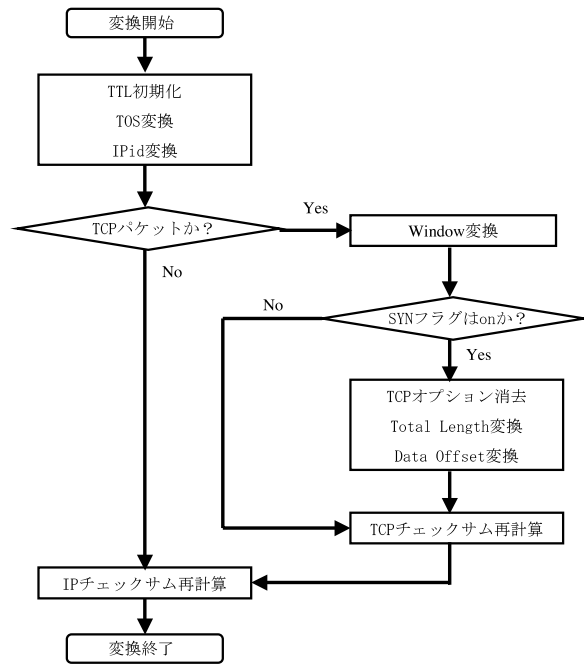 変換開始
TTL初期化
TOS変換
IPid変換
TCPパケットか？
Yes
Window変換
No
SYNフラグはonか？
No
Yes
TCPオプション消去
Total Length変換
Data Offset変換
TCPチェックサム再計算
IPチェックサム再計算
変換終了